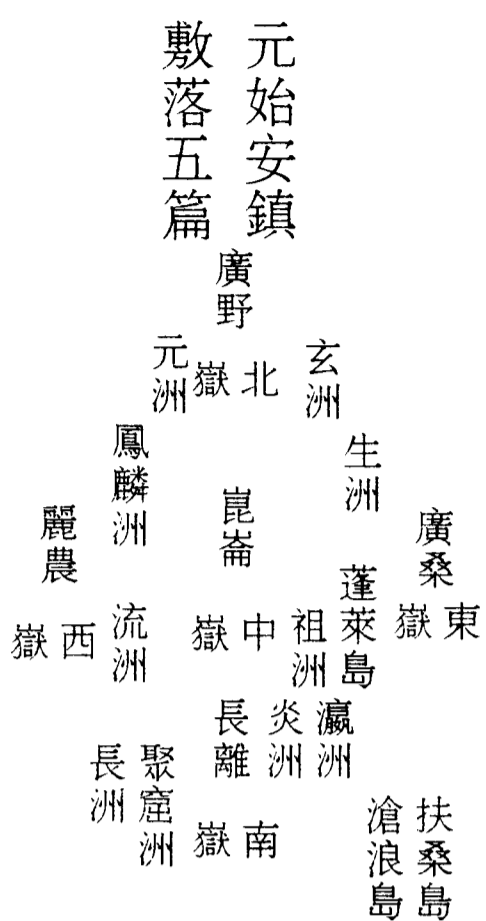 元始安鎮
敷落五篇
廣野
北嶽
玄洲
元洲
生洲
鳳麟洲
崑崙
廣桑
麗農
蓬萊島
東嶽
祖洲
中嶽
流洲
西嶽
瀛洲
炎洲
長離
聚窟洲
長洲
南嶽
扶桑島
滄浪島